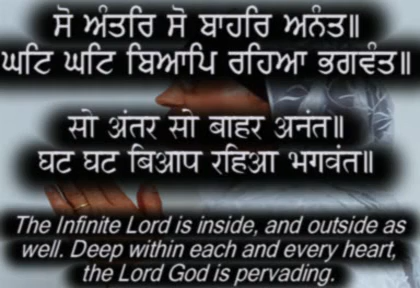 ਸੋ ਅੰਤਰਿ ਸੋ ਬਾਹਰਿ ਅਨੰਤ॥
ਘਟਿ ਘਟਿ ਬਿਆਪਿ ਰਹਿਆ ਭਗਵੰਤ॥
सो अंतर सो बाहर अनंत॥
घट घट बिआप रहिआ भगवंत॥
The Infinite Lord is inside, and outside as
well. Deep within each and every heart,
the Lord God is pervading.